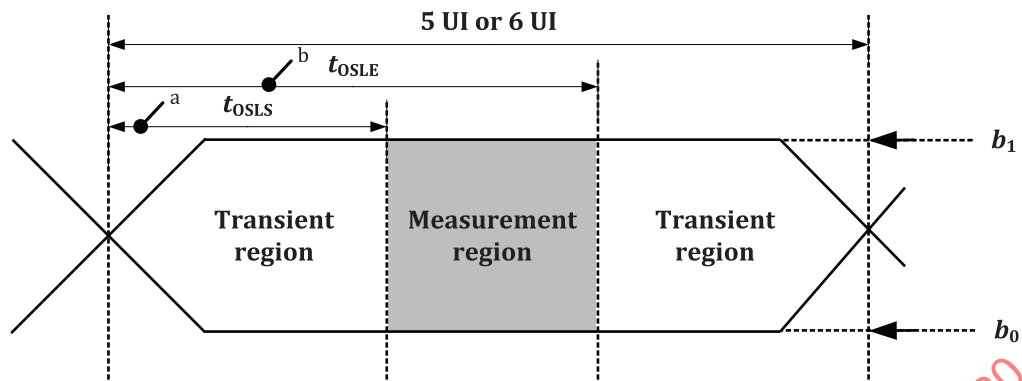 5 UI or 6 UI
b
tOSLE
a
tOSLS
b1
Transient
region
Measurement
region
Transient
region
b0